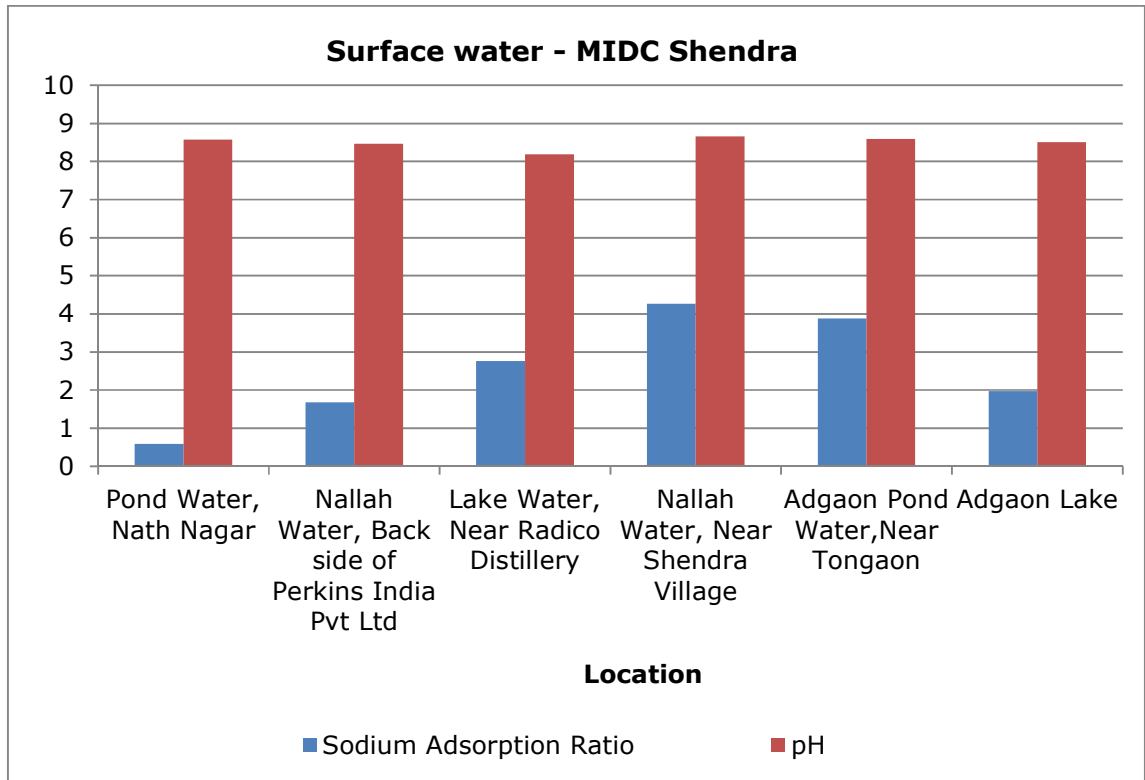 Surface water - MIDC Shendra
10
9
8
7
6
5
4
3
2
1
0
Pond Water,
Nath Nagar
Nallah
Water, Back
side of
Perkins India
Pvt Ltd
Lake Water,
Near Radico
Distillery
Nallah
Water, Near
Shendra
Village
Adgaon Pond
Water,Near
Tongaon
Adgaon Lake
Location
Sodium Adsorption Ratio
pH